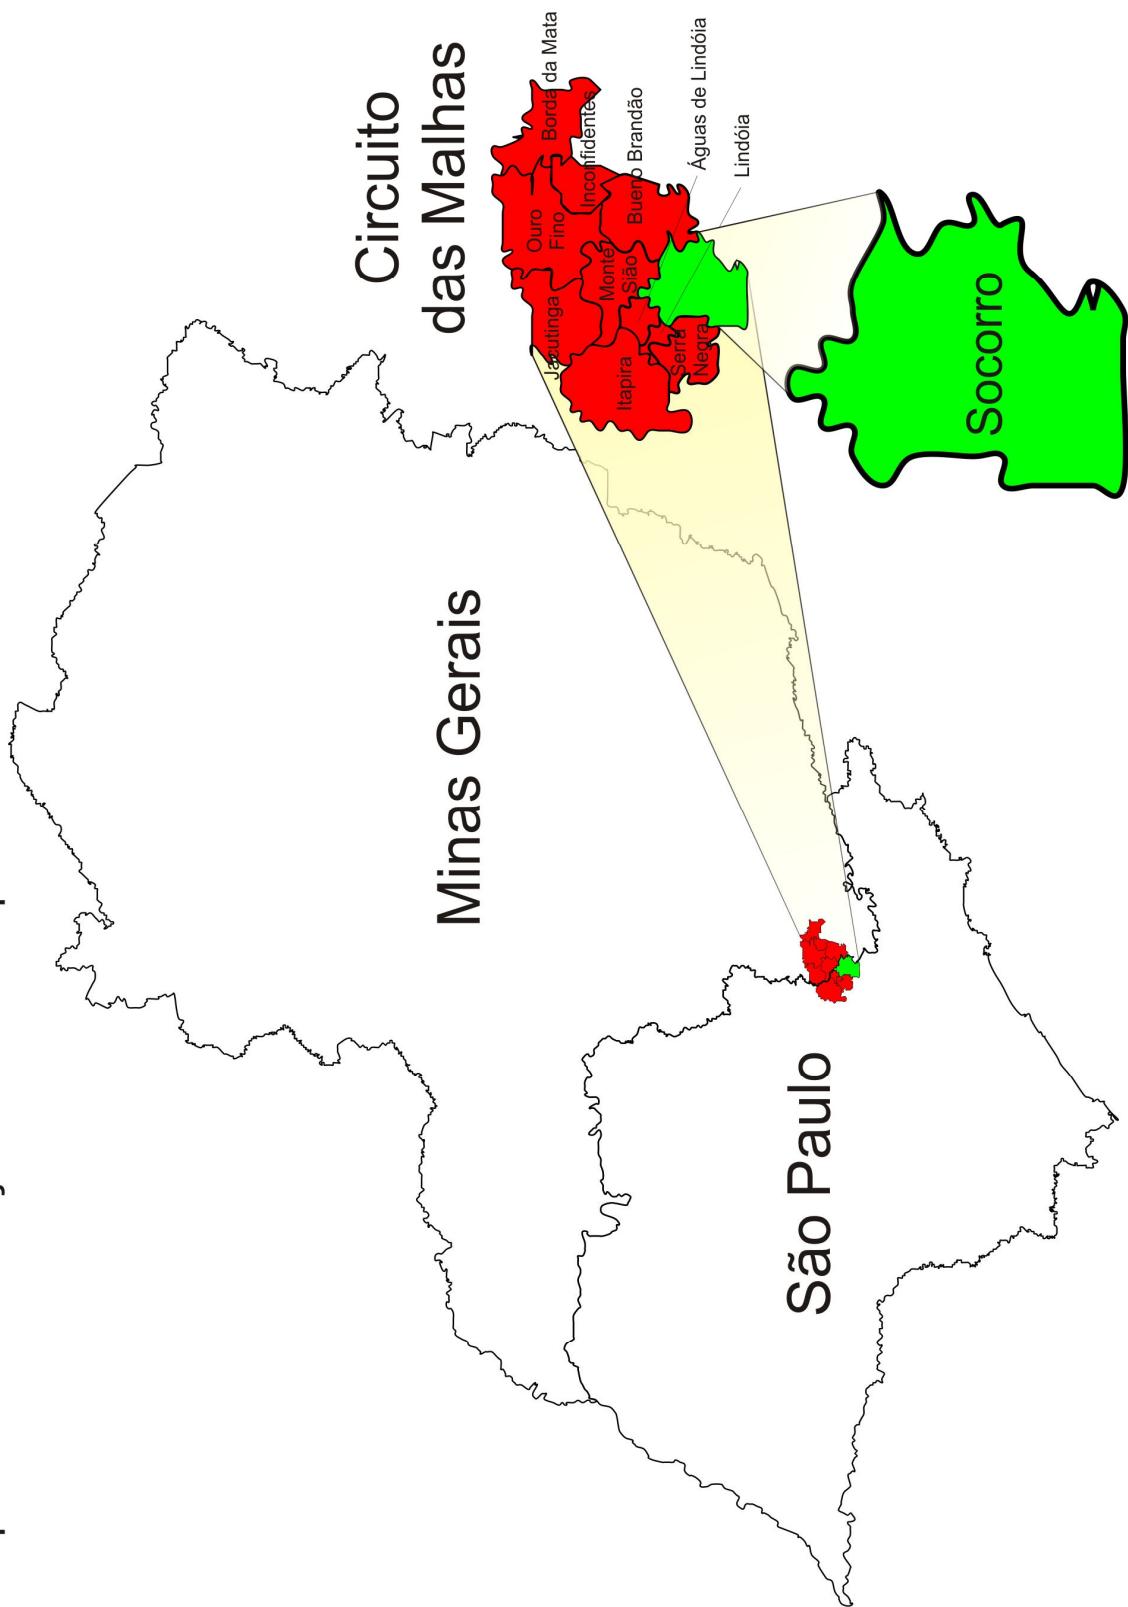 Circuito
das Malhas
Borda da Mata
Ouro
Fino
Inconfidentes
Bueno Brandão
Jacutinga
Monte
Sião
Itapira
Serra
Negra
Águas de Lindóia
Lindóia
Minas Gerais
São Paulo
Socorro